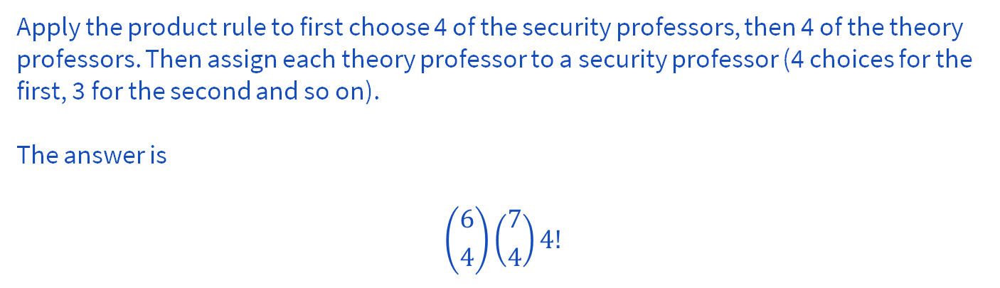 Apply the product rule to first choose 4 of the security professors, then 4 of the theory
professors. Then assign each theory professor to a security professor (4 choices for the
first, 3 for the second and so on).
The answer is
(6 4)(7 4) 4!